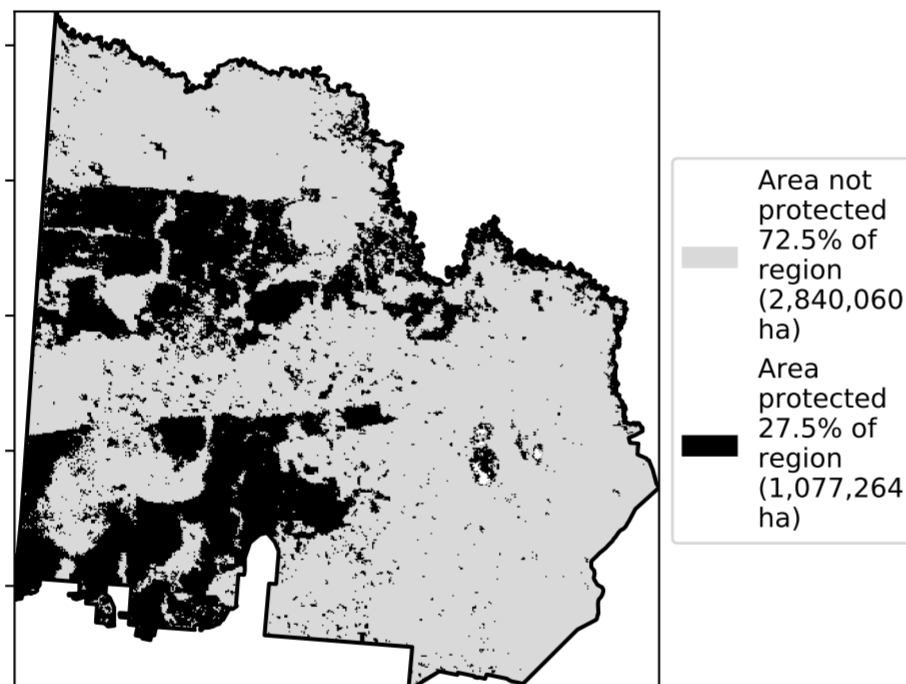 Area not
protected
72.5% of
region
(2,840,060
ha)
Area
protected
27.5% of
region
(1,077,264
ha)